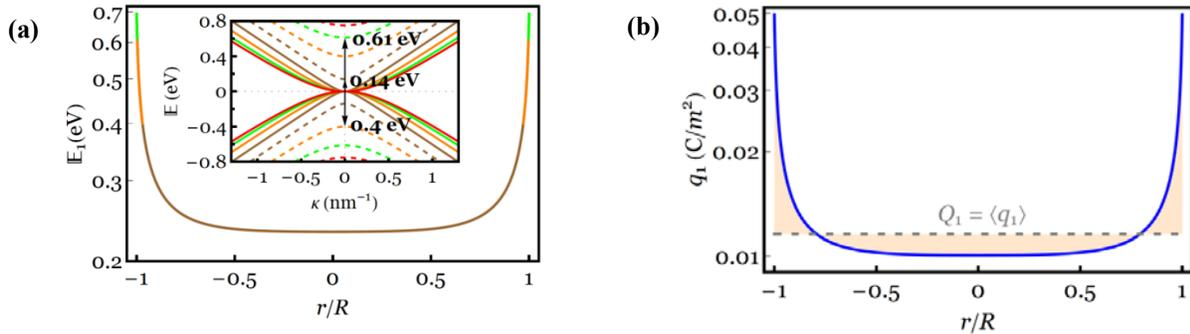 (a)
𝔼₁(eV)
0.7
0.6
0.5
0.4
0.3
0.2
−1
−0.5
0
0.5
1
r/R
𝔼 (eV)
0.8
0.4
0
−0.4
−0.8
0.61 eV
0.14 eV
0.4 eV
−1
−0.5
0
0.5
1
κ (nm⁻¹)
(b)
q₁ (C/m²)
0.05
0.04
0.03
0.02
0.01
Q₁ = ⟨q₁⟩
−1
−0.5
0
0.5
1
r/R